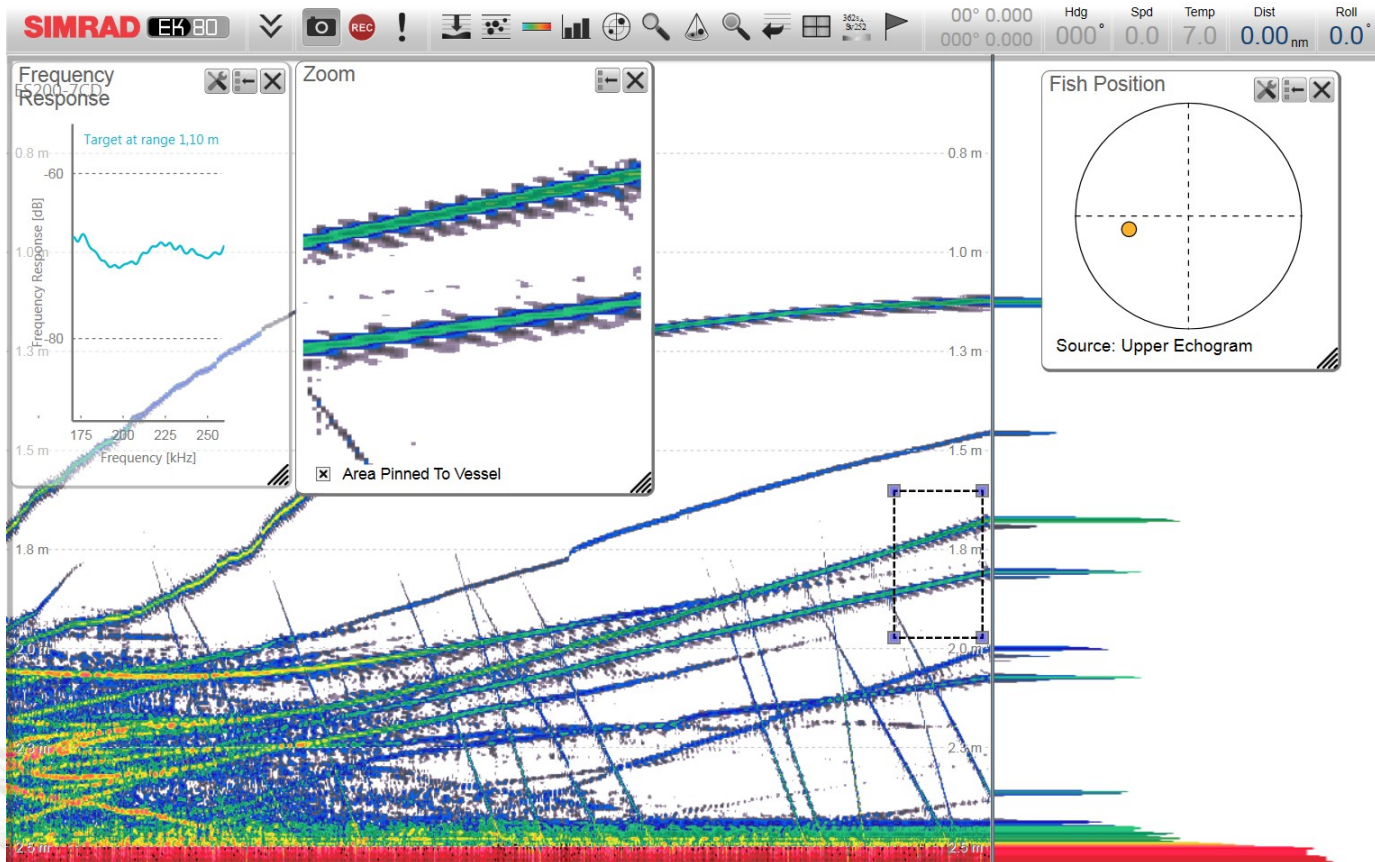 SIMRAD EK80
REC
!
362s,
Sv252
00° 0.000
000° 0.000
Hdg
000°
Spd
0.0
Temp
7.0
Dist
0.00 nm
Roll
0.0°
Frequency
Response
ES200-7CD
Target at range 1,10 m
-60
-80
Frequency Response [dB]
175 200 225 250
Frequency [kHz]
Zoom
Area Pinned To Vessel
Fish Position
Source: Upper Echogram
0.8 m
0.8 m
1.0 m
1.3 m
1.3 m
1.5 m
1.5 m
1.8 m
1.8 m
2.0 m
2.0 m
2.3 m
2.3 m
2.5 m
2.5 m